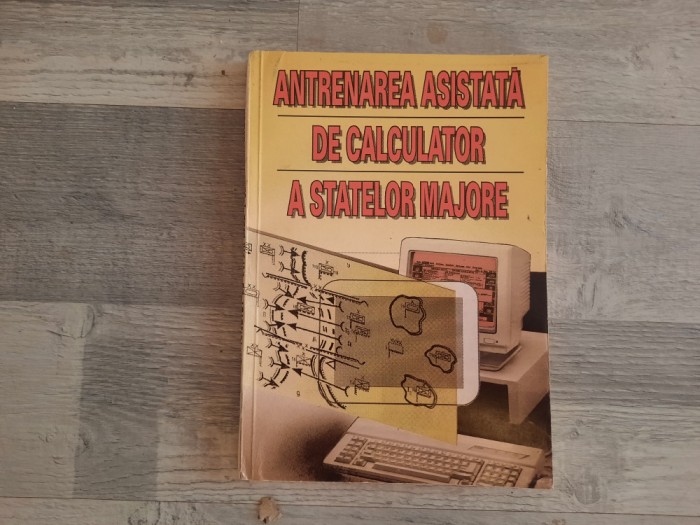 ANTRENAREA ASISTATĂ
DE CALCULATOR
A STATELOR MAJORE